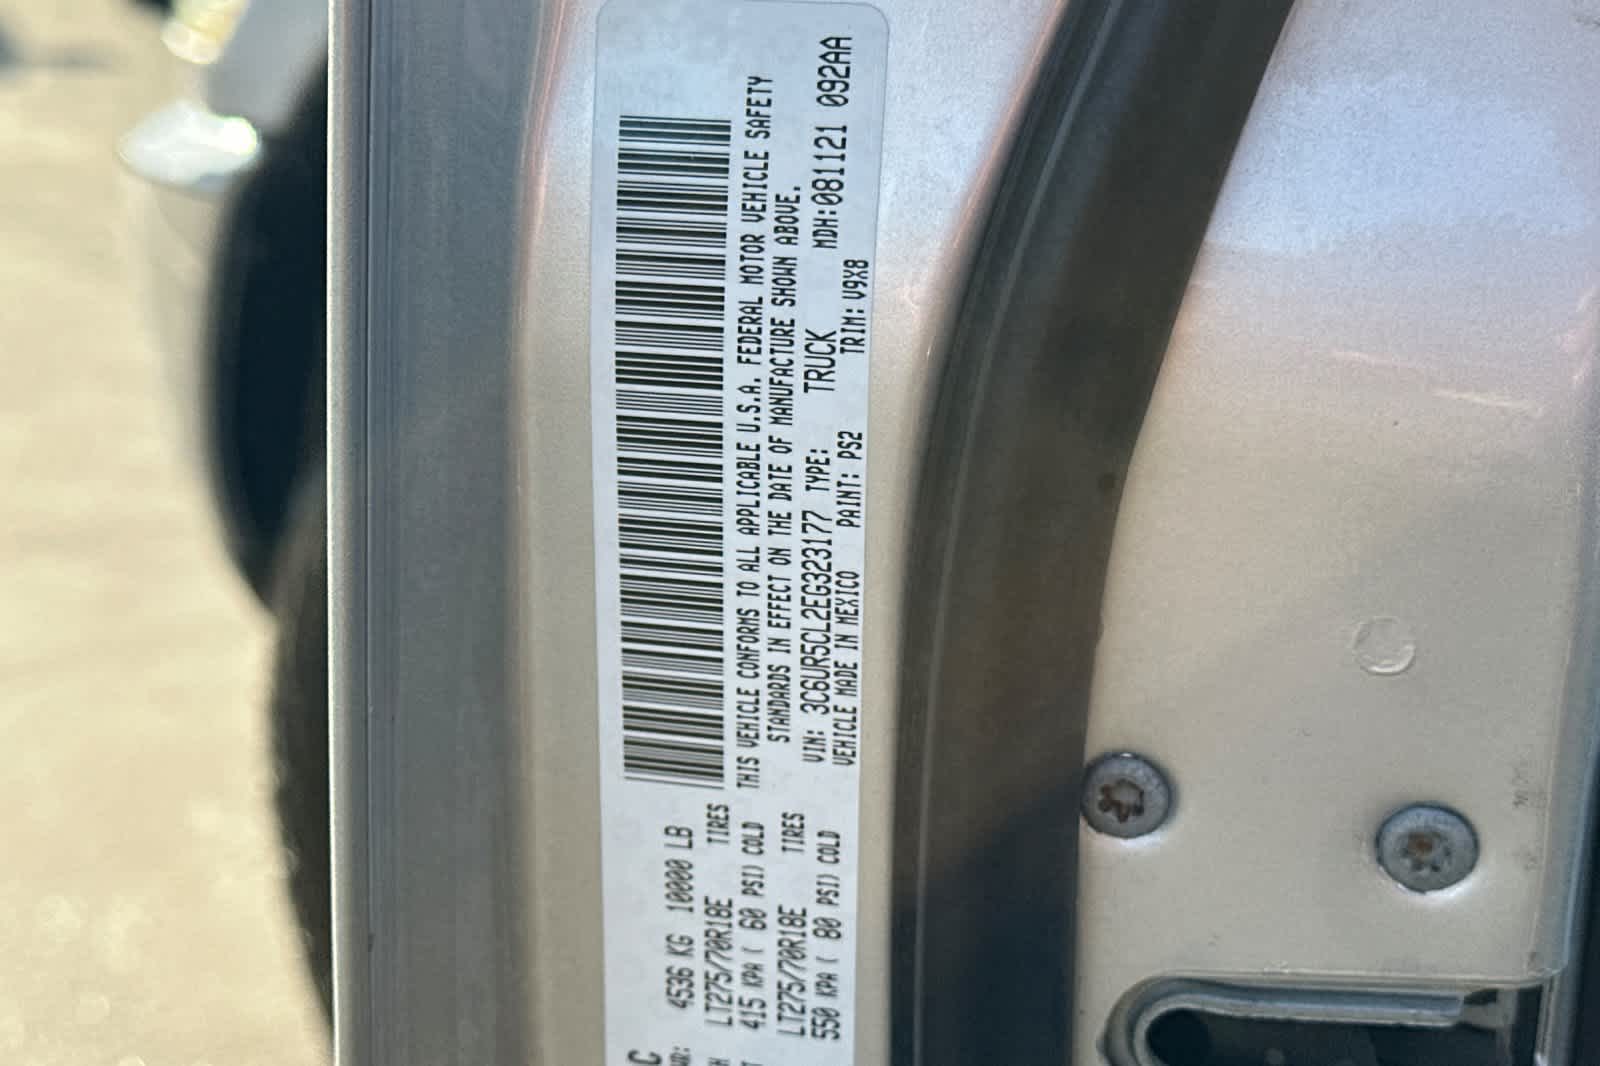 C
4536 KG 10000 LB
LT275/70R18E TIRES
415 KPA ( 60 PSI) COLD
LT275/70R18E TIRES
550 KPA ( 80 PSI) COLD
THIS VEHICLE CONFORMS TO ALL APPLICABLE U.S.A. FEDERAL MOTOR VEHICLE SAFETY
STANDARDS IN EFFECT ON THE DATE OF MANUFACTURE SHOWN ABOVE.
VIN: 3C6UR5CL2EG323177 TYPE: TRUCK MDH:081121 092AA
VEHICLE MADE IN MEXICO PAINT: PS2 TRIM: V9X8